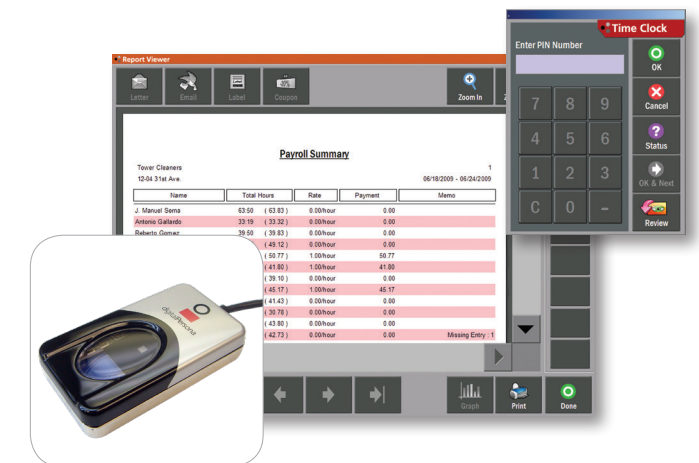 Time Clock
Enter PIN Number
7 8 9
4 5 6
1 2 3
C 0 -
OK
Cancel
Status
OK & Next
Review
Report Viewer
Letter Email Label Coupon Zoom In
Payroll Summary
Tower Cleaners 1
12-04 31st Ave. 06/18/2009 - 06/24/2009
Name Total Hours Rate Payment Memo
J. Manuel Serna 63:50 ( 63.83 ) 0.00/hour 0.00
Antonio Gallardo 33:19 ( 33.32 ) 0.00/hour 0.00
Roberto Gomez 39:50 ( 39.83 ) 0.00/hour 0.00
( 49.12 ) 0.00/hour 0.00
( 50.77 ) 1.00/hour 50.77
( 41.80 ) 1.00/hour 41.80
( 39.10 ) 0.00/hour 0.00
( 45.17 ) 1.00/hour 45.17
( 41.43 ) 0.00/hour 0.00
( 30.78 ) 0.00/hour 0.00
( 43.80 ) 0.00/hour 0.00
( 42.73 ) 0.00/hour 0.00 Missing Entry : 1
digitalPersona
Graph Print Done